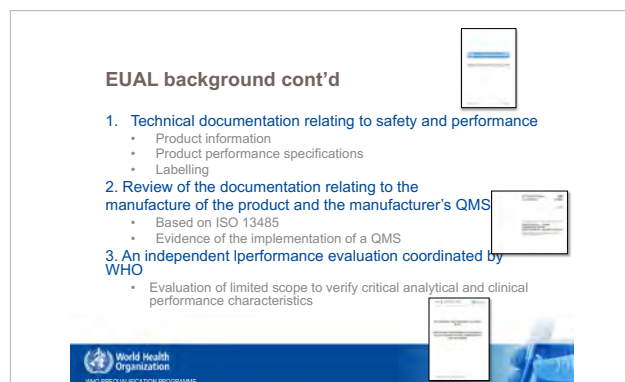 EUAL background cont’d
1. Technical documentation relating to safety and performance
• Product information
• Product performance specifications
• Labelling
2. Review of the documentation relating to the
manufacture of the product and the manufacturer’s QMS
• Based on ISO 13485
• Evidence of the implementation of a QMS
3. An independent lperformance evaluation coordinated by
WHO
• Evaluation of limited scope to verify critical analytical and clinical
performance characteristics
World Health
Organization
WHO PREQUALIFICATION PROGRAMME